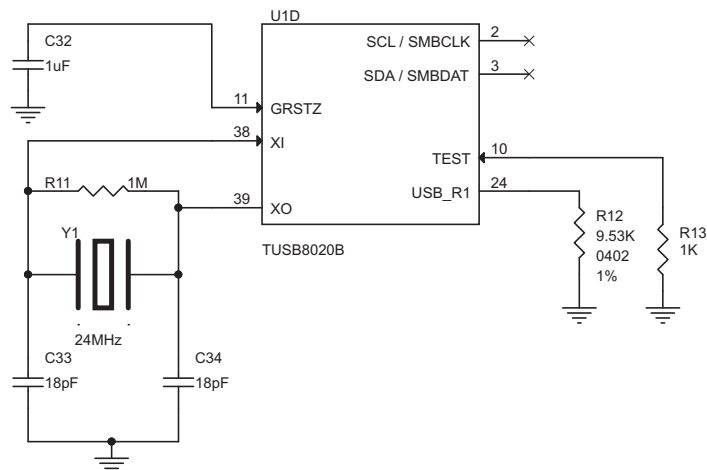 U1D
C32
1uF
SCL / SMBCLK
2
SDA / SMBDAT
3
11
GRSTZ
38
XI
TEST
10
R11
1M
USB_R1
24
39
XO
R12
9.53K
0402
1%
R13
1K
Y1
TUSB8020B
24MHz
C33
18pF
C34
18pF